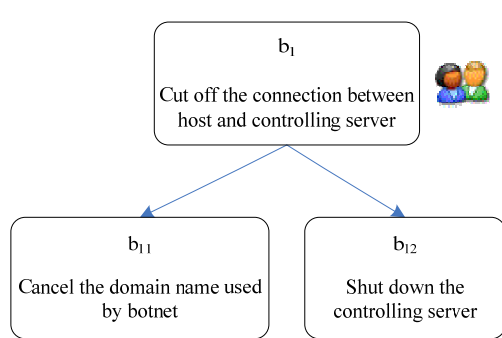 b1
Cut off the connection between
host and controlling server
b11
Cancel the domain name used
by botnet
b12
Shut down the
controlling server